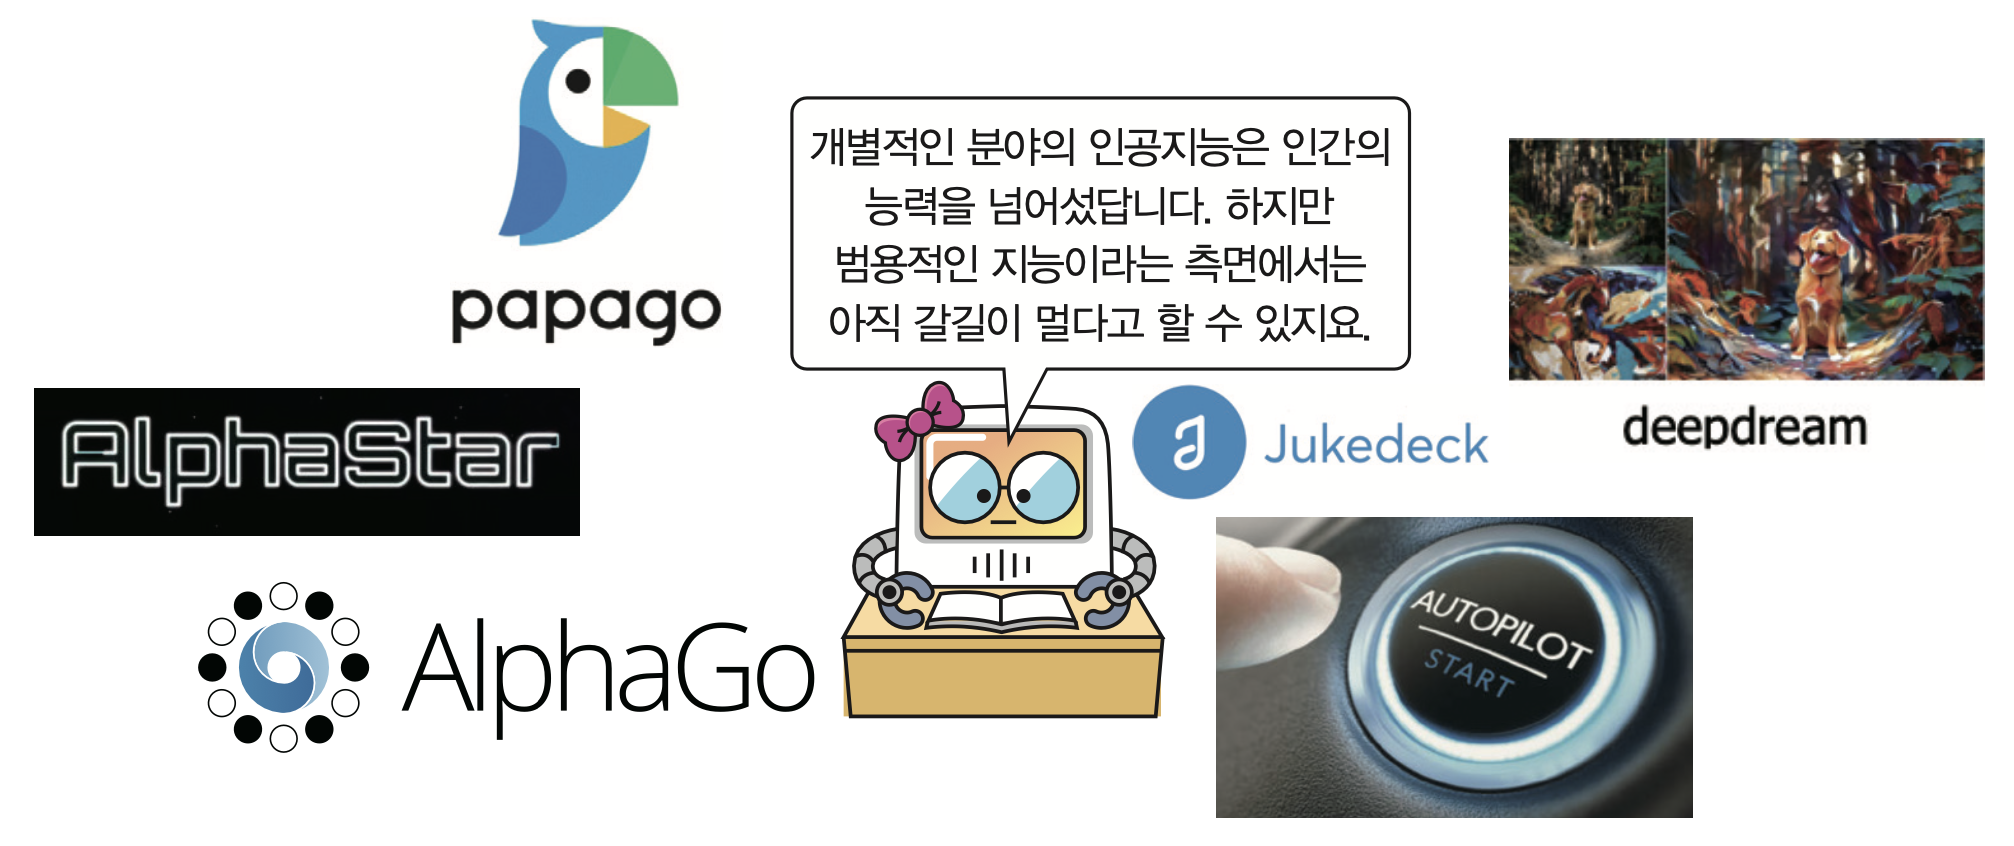 papago
개별적인 분야의 인공지능은 인간의
능력을 넘어섰답니다. 하지만
범용적인 지능이라는 측면에서는
아직 갈길이 멀다고 할 수 있지요.
deepdream
AlphaStar
Jukedeck
AlphaGo
AUTOPILOT
START